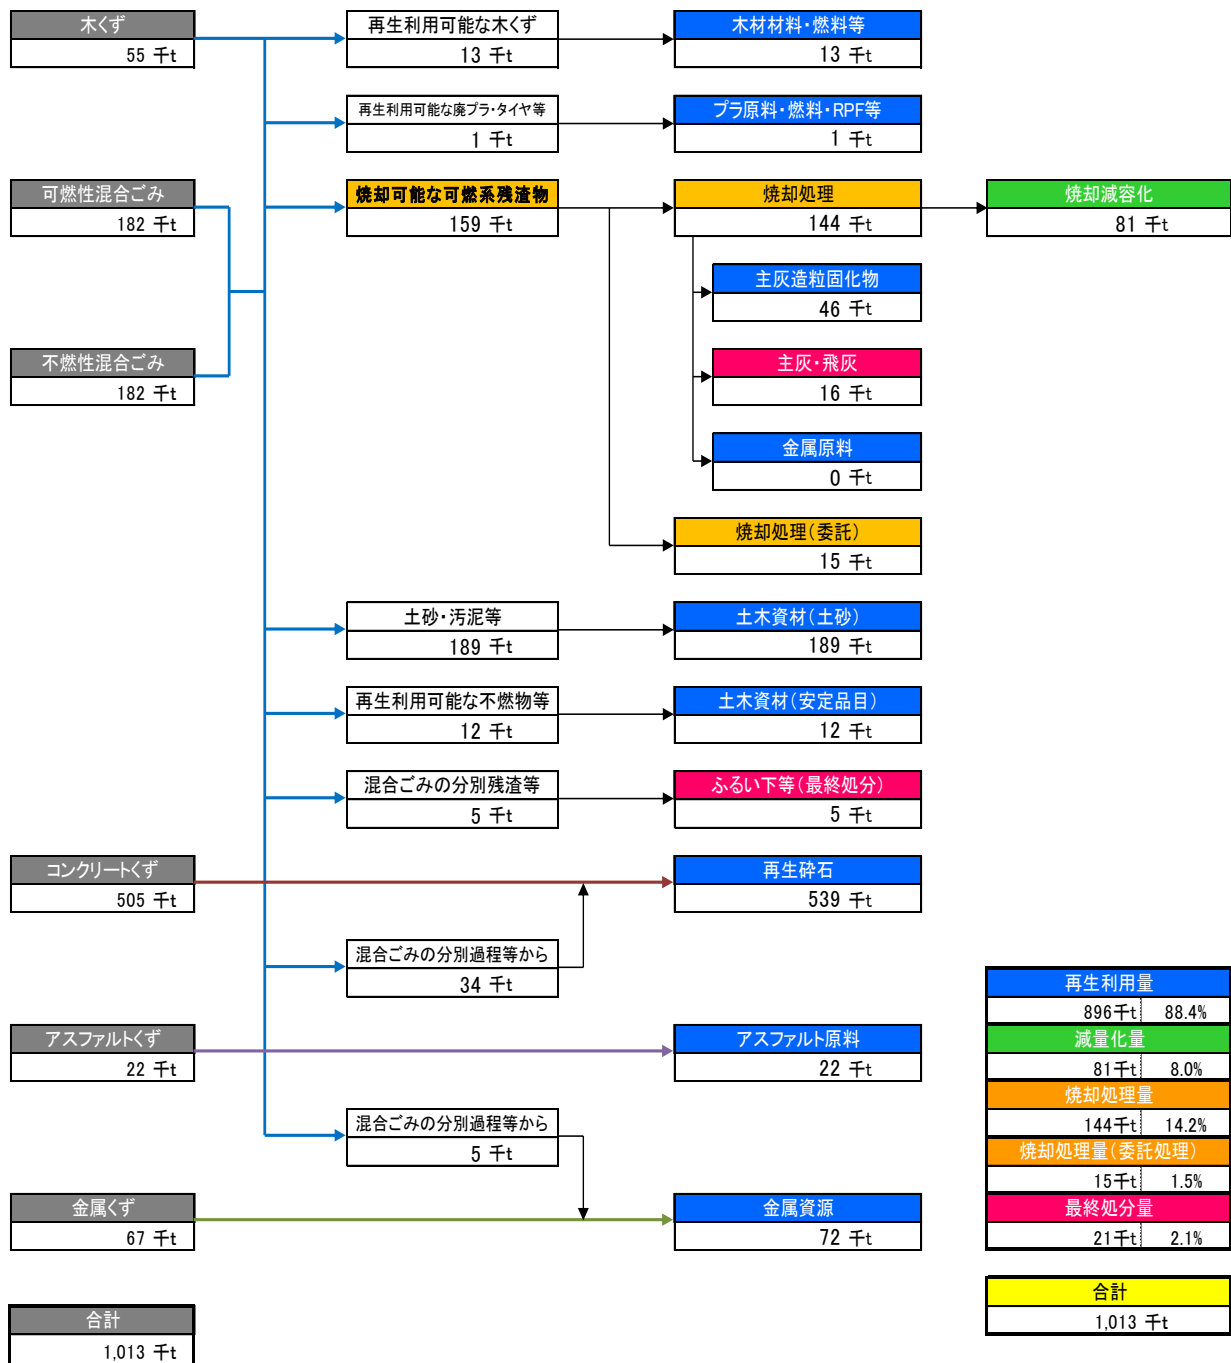 木くず
55 千t
再生利用可能な木くず
13 千t
木材材料・燃料等
13 千t
再生利用可能な廃プラ・タイヤ等
1 千t
プラ原料・燃料・RPF等
1 千t
可燃性混合ごみ
182 千t
焼却可能な可燃系残渣物
159 千t
焼却処理
144 千t
焼却減容化
81 千t
主灰造粒固化物
46 千t
不燃性混合ごみ
182 千t
主灰・飛灰
16 千t
金属原料
0 千t
焼却処理(委託)
15 千t
土砂・汚泥等
189 千t
土木資材(土砂)
189 千t
再生利用可能な不燃物等
12 千t
土木資材(安定品目)
12 千t
混合ごみの分別残渣等
5 千t
ふるい下等(最終処分)
5 千t
コンクリートくず
505 千t
再生砕石
539 千t
混合ごみの分別過程等から
34 千t
アスファルトくず
22 千t
アスファルト原料
22 千t
混合ごみの分別過程等から
5 千t
金属くず
67 千t
金属資源
72 千t
再生利用量
896千t 88.4%
減量化量
81千t 8.0%
焼却処理量
144千t 14.2%
焼却処理量(委託処理)
15千t 1.5%
最終処分量
21千t 2.1%
合計
1,013 千t
合計
1,013 千t